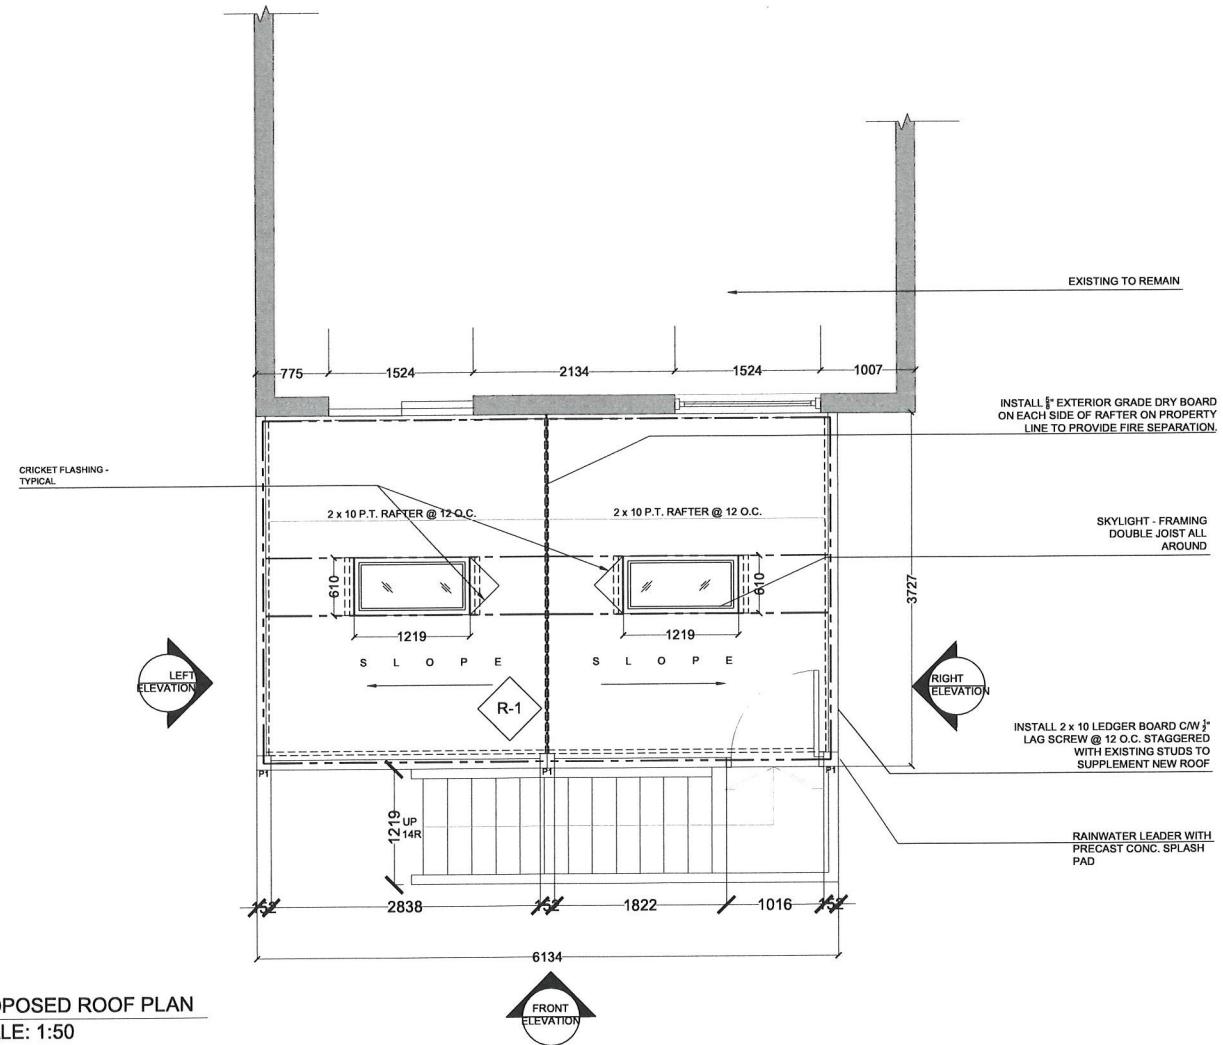 EXISTING TO REMAIN
775 1524 2134 1524 1007
INSTALL 5/8" EXTERIOR GRADE DRY BOARD
ON EACH SIDE OF RAFTER ON PROPERTY
LINE TO PROVIDE FIRE SEPARATION.
CRICKET FLASHING -
TYPICAL
2 x 10 P.T. RAFTER @ 12 O.C.
2 x 10 P.T. RAFTER @ 12 O.C.
SKYLIGHT - FRAMING
DOUBLE JOIST ALL
AROUND
610
610
3727
1219
1219
S L O P E
S L O P E
LEFT
ELEVATION
R-1
RIGHT
ELEVATION
INSTALL 2 x 10 LEDGER BOARD C/W 1/2"
LAG SCREW @ 12 O.C. STAGGERED
WITH EXISTING STUDS TO
SUPPLEMENT NEW ROOF
P1
P1
P1
1219
UP
14R
RAINWATER LEADER WITH
PRECAST CONC. SPLASH
PAD
152 2838 152 1822 1016 152
6134
OPOSED ROOF PLAN
ALE: 1:50
FRONT
ELEVATION